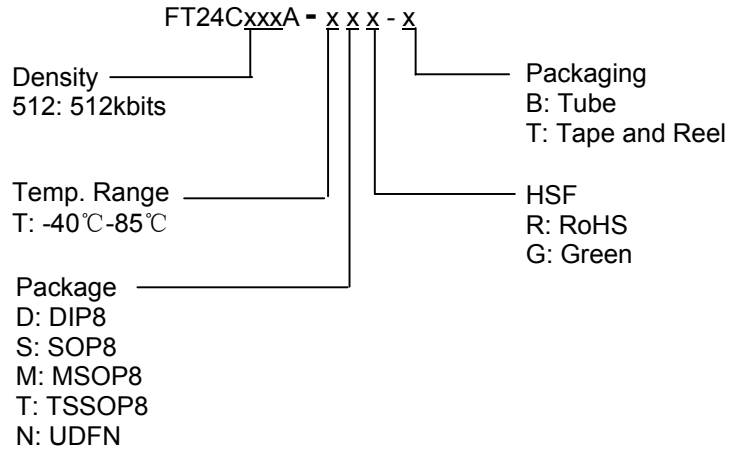 FT24CxxxA - x x x - x
Density
512: 512kbits
Temp. Range
T: -40℃-85℃
Package
D: DIP8
S: SOP8
M: MSOP8
T: TSSOP8
N: UDFN
Packaging
B: Tube
T: Tape and Reel
HSF
R: RoHS
G: Green